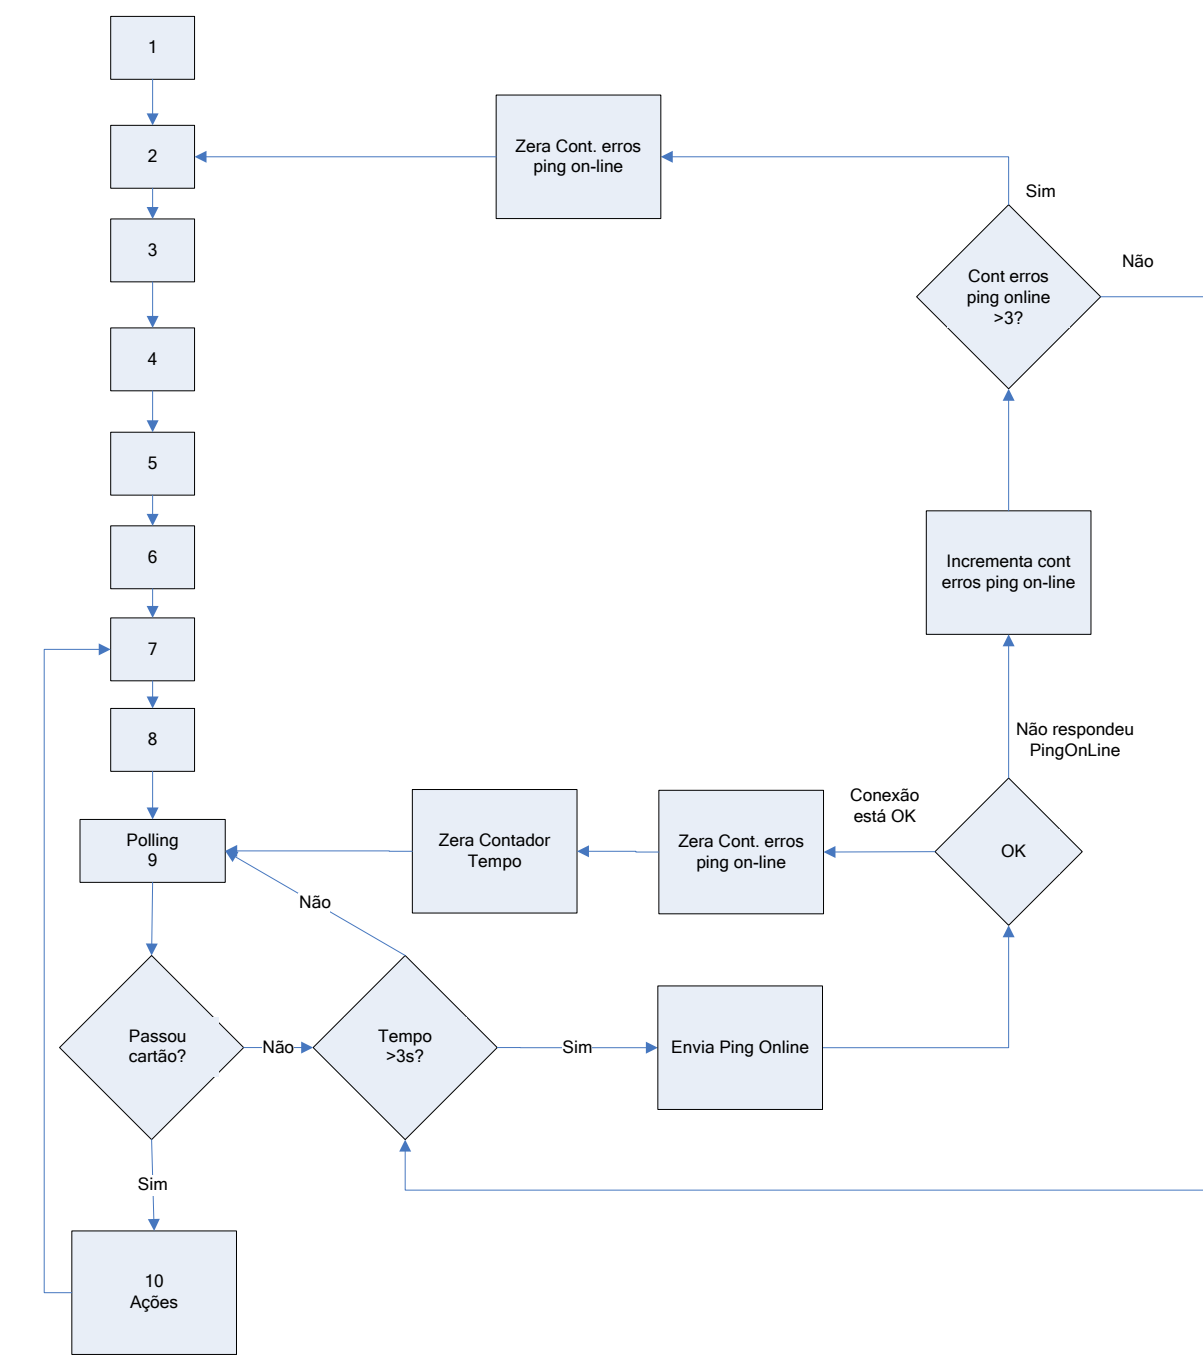 1
2
Zera Cont. erros
ping on-line
Sim
3
Não
Cont erros
ping online
>3?
4
5
6
Incrementa cont
erros ping on-line
7
Não respondeu
PingOnLine
8
Conexão
está OK
Polling
9
Zera Contador
Tempo
Zera Cont. erros
ping on-line
OK
Não
Passou
cartão?
Não
Tempo
>3s?
Sim
Envia Ping Online
Sim
10
Ações